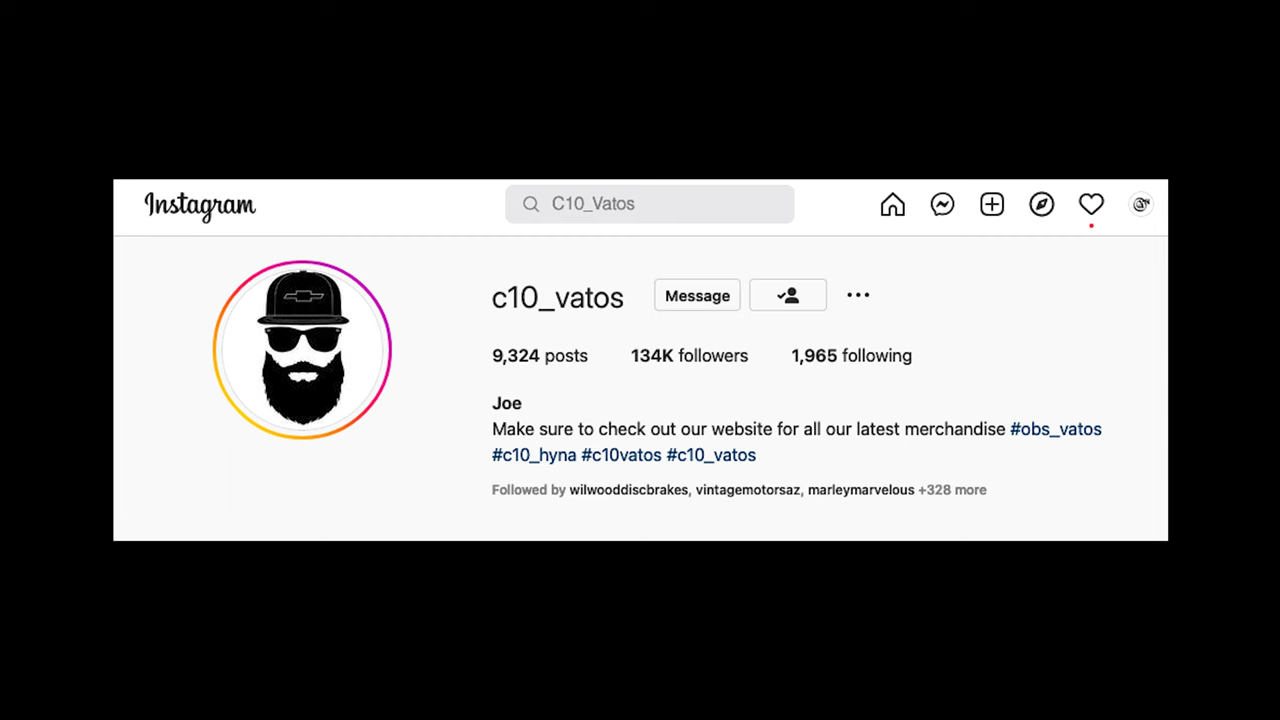 Instagram
C10_Vatos
c10_vatos Message
9,324 posts 134K followers 1,965 following
Joe
Make sure to check out our website for all our latest merchandise #obs_vatos
#c10_hyna #c10vatos #c10_vatos
Followed by wilwooddiscbrakes, vintagemotorsaz, marleymarvelous +328 more